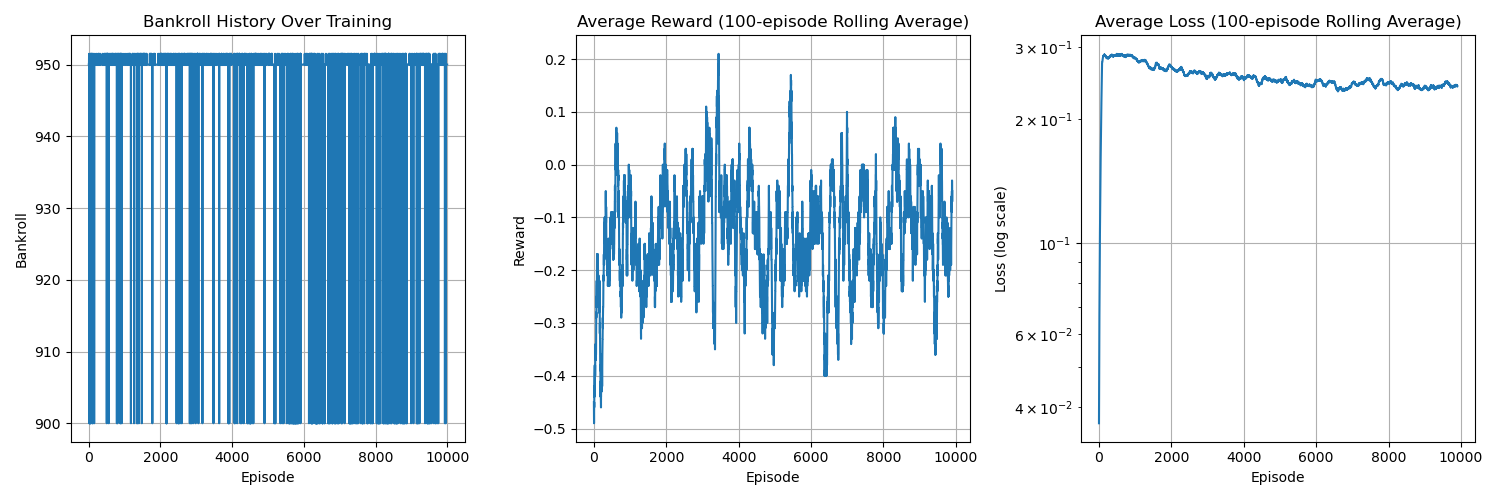 Bankroll History Over Training
950
940
930
920
910
900
Bankroll
0 2000 4000 6000 8000 10000
Episode
Average Reward (100-episode Rolling Average)
0.2
0.1
0.0
−0.1
−0.2
−0.3
−0.4
−0.5
Reward
0 2000 4000 6000 8000 10000
Episode
Average Loss (100-episode Rolling Average)
3 × 10⁻¹
2 × 10⁻¹
10⁻¹
6 × 10⁻²
4 × 10⁻²
Loss (log scale)
0 2000 4000 6000 8000 10000
Episode